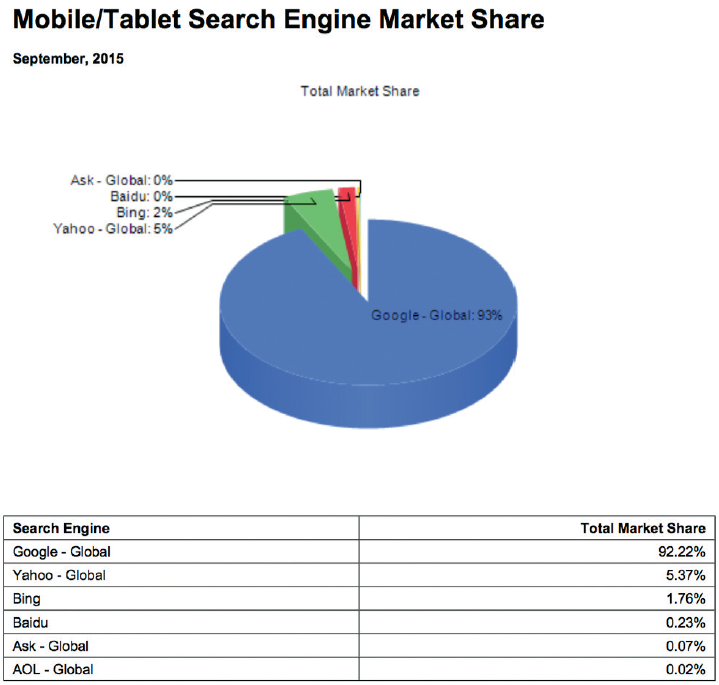 Mobile/Tablet Search Engine Market Share
September, 2015
Total Market Share
Ask - Global: 0%
Baidu: 0%
Bing: 2%
Yahoo - Global: 5%
Google - Global: 93%
Search Engine Total Market Share
Google - Global 92.22%
Yahoo - Global 5.37%
Bing 1.76%
Baidu 0.23%
Ask - Global 0.07%
AOL - Global 0.02%